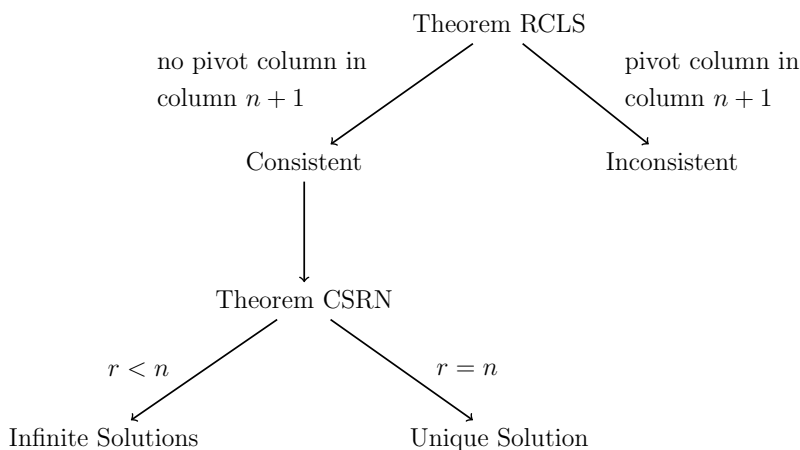 Theorem RCLS
no pivot column in
column n + 1
pivot column in
column n + 1
Consistent
Inconsistent
Theorem CSRN
r < n
r = n
Infinite Solutions
Unique Solution